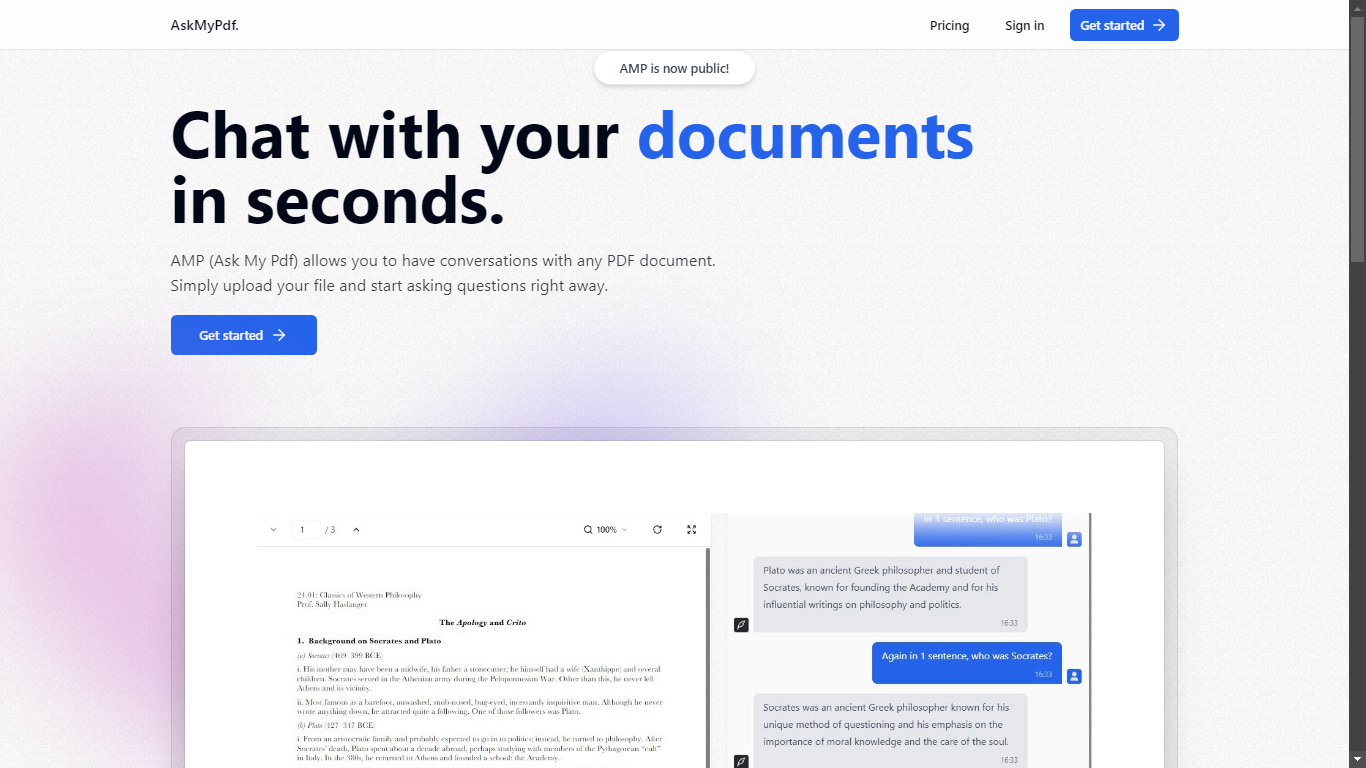 AskMyPdf.
Pricing
Sign in
Get started
AMP is now public!
Chat with your documents
in seconds.
AMP (Ask My Pdf) allows you to have conversations with any PDF document.
Simply upload your file and start asking questions right away.
Get started
1 / 3
100%
24.01: Classics of Western Philosophy
Prof. Sally Haslanger
The Apology and Crito
1. Background on Socrates and Plato
(a) Socrates (469–399 BCE)
i. His mother may have been a midwife, his father a stonecutter; he himself had a wife (Xanthippe) and several
children. Socrates served in the Athenian army during the Peloponnesian War. Other than this, he never left
Athens and its vicinity.
ii. Most famous as a barefoot, unwashed, snub-nosed, bug-eyed, incessantly inquisitive man. Although he never
wrote anything down, he attracted quite a following. One of those followers was Plato.
(b) Plato (427–347 BCE)
i. From an aristocratic family and probably expected to go in to politics; instead, he turned to philosophy. After
Socrates' death, Plato spent about a decade abroad, perhaps studying with members of the Pythagorean "cult"
in Italy. In the 380s, he returned to Athens and founded a school: the Academy.
in 1 sentence, who was Plato?
16:33
Plato was an ancient Greek philosopher and student of
Socrates, known for founding the Academy and for his
influential writings on philosophy and politics.
16:33
Again in 1 sentence, who was Socrates?
16:33
Socrates was an ancient Greek philosopher known for his
unique method of questioning and his emphasis on the
importance of moral knowledge and the care of the soul.
16:33